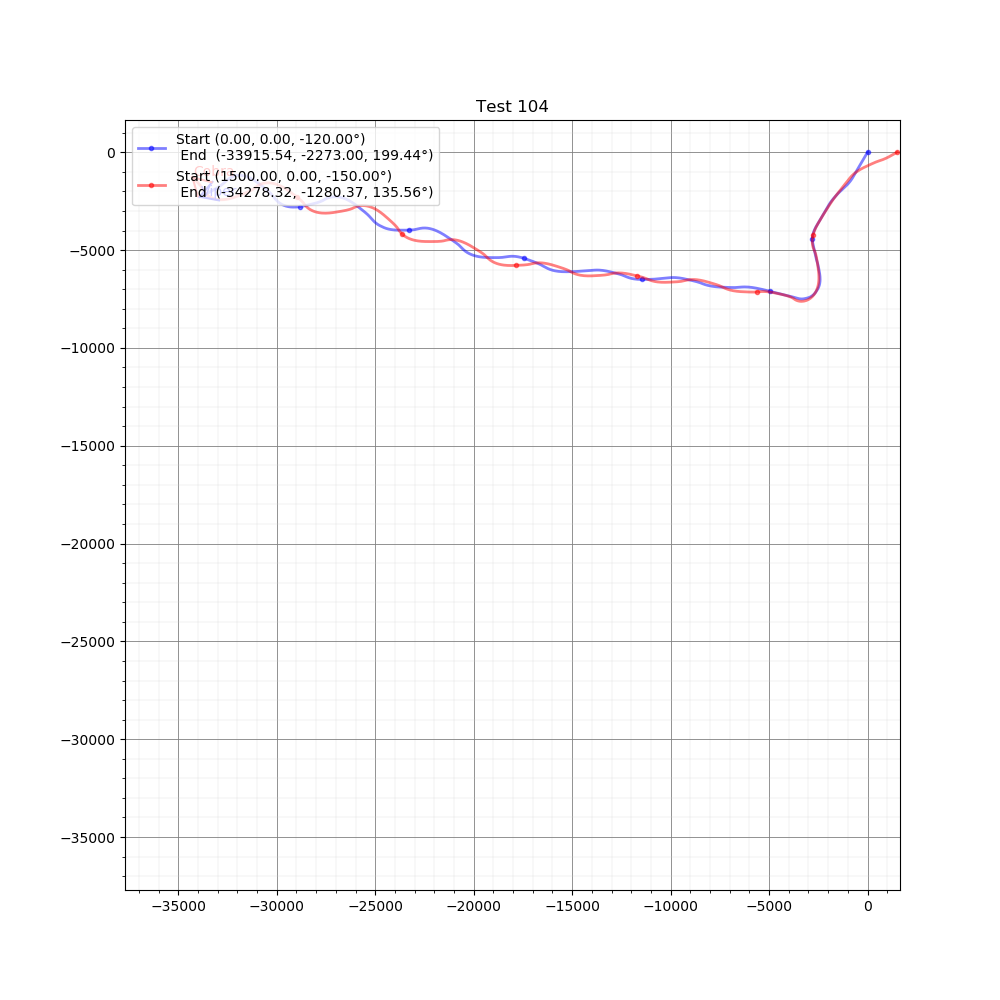 Test 104
Start (0.00, 0.00, -120.00°)
End  (-33915.54, -2273.00, 199.44°)
Start (1500.00, 0.00, -150.00°)
End  (-34278.32, -1280.37, 135.56°)
0
−5000
−10000
−15000
−20000
−25000
−30000
−35000
−35000 −30000 −25000 −20000 −15000 −10000 −5000 0